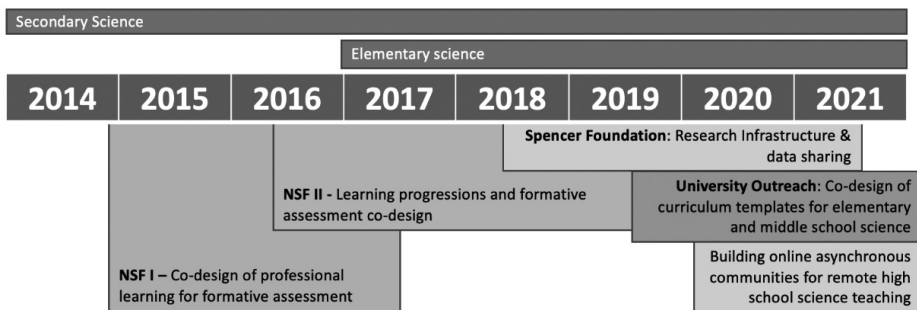 Secondary Science
Elementary science
2014 2015 2016 2017 2018 2019 2020 2021
Spencer Foundation: Research Infrastructure &
data sharing
NSF II - Learning progressions and formative
assessment co-design
University Outreach: Co-design of
curriculum templates for elementary
and middle school science
NSF I – Co-design of professional
learning for formative assessment
Building online asynchronous
communities for remote high
school science teaching